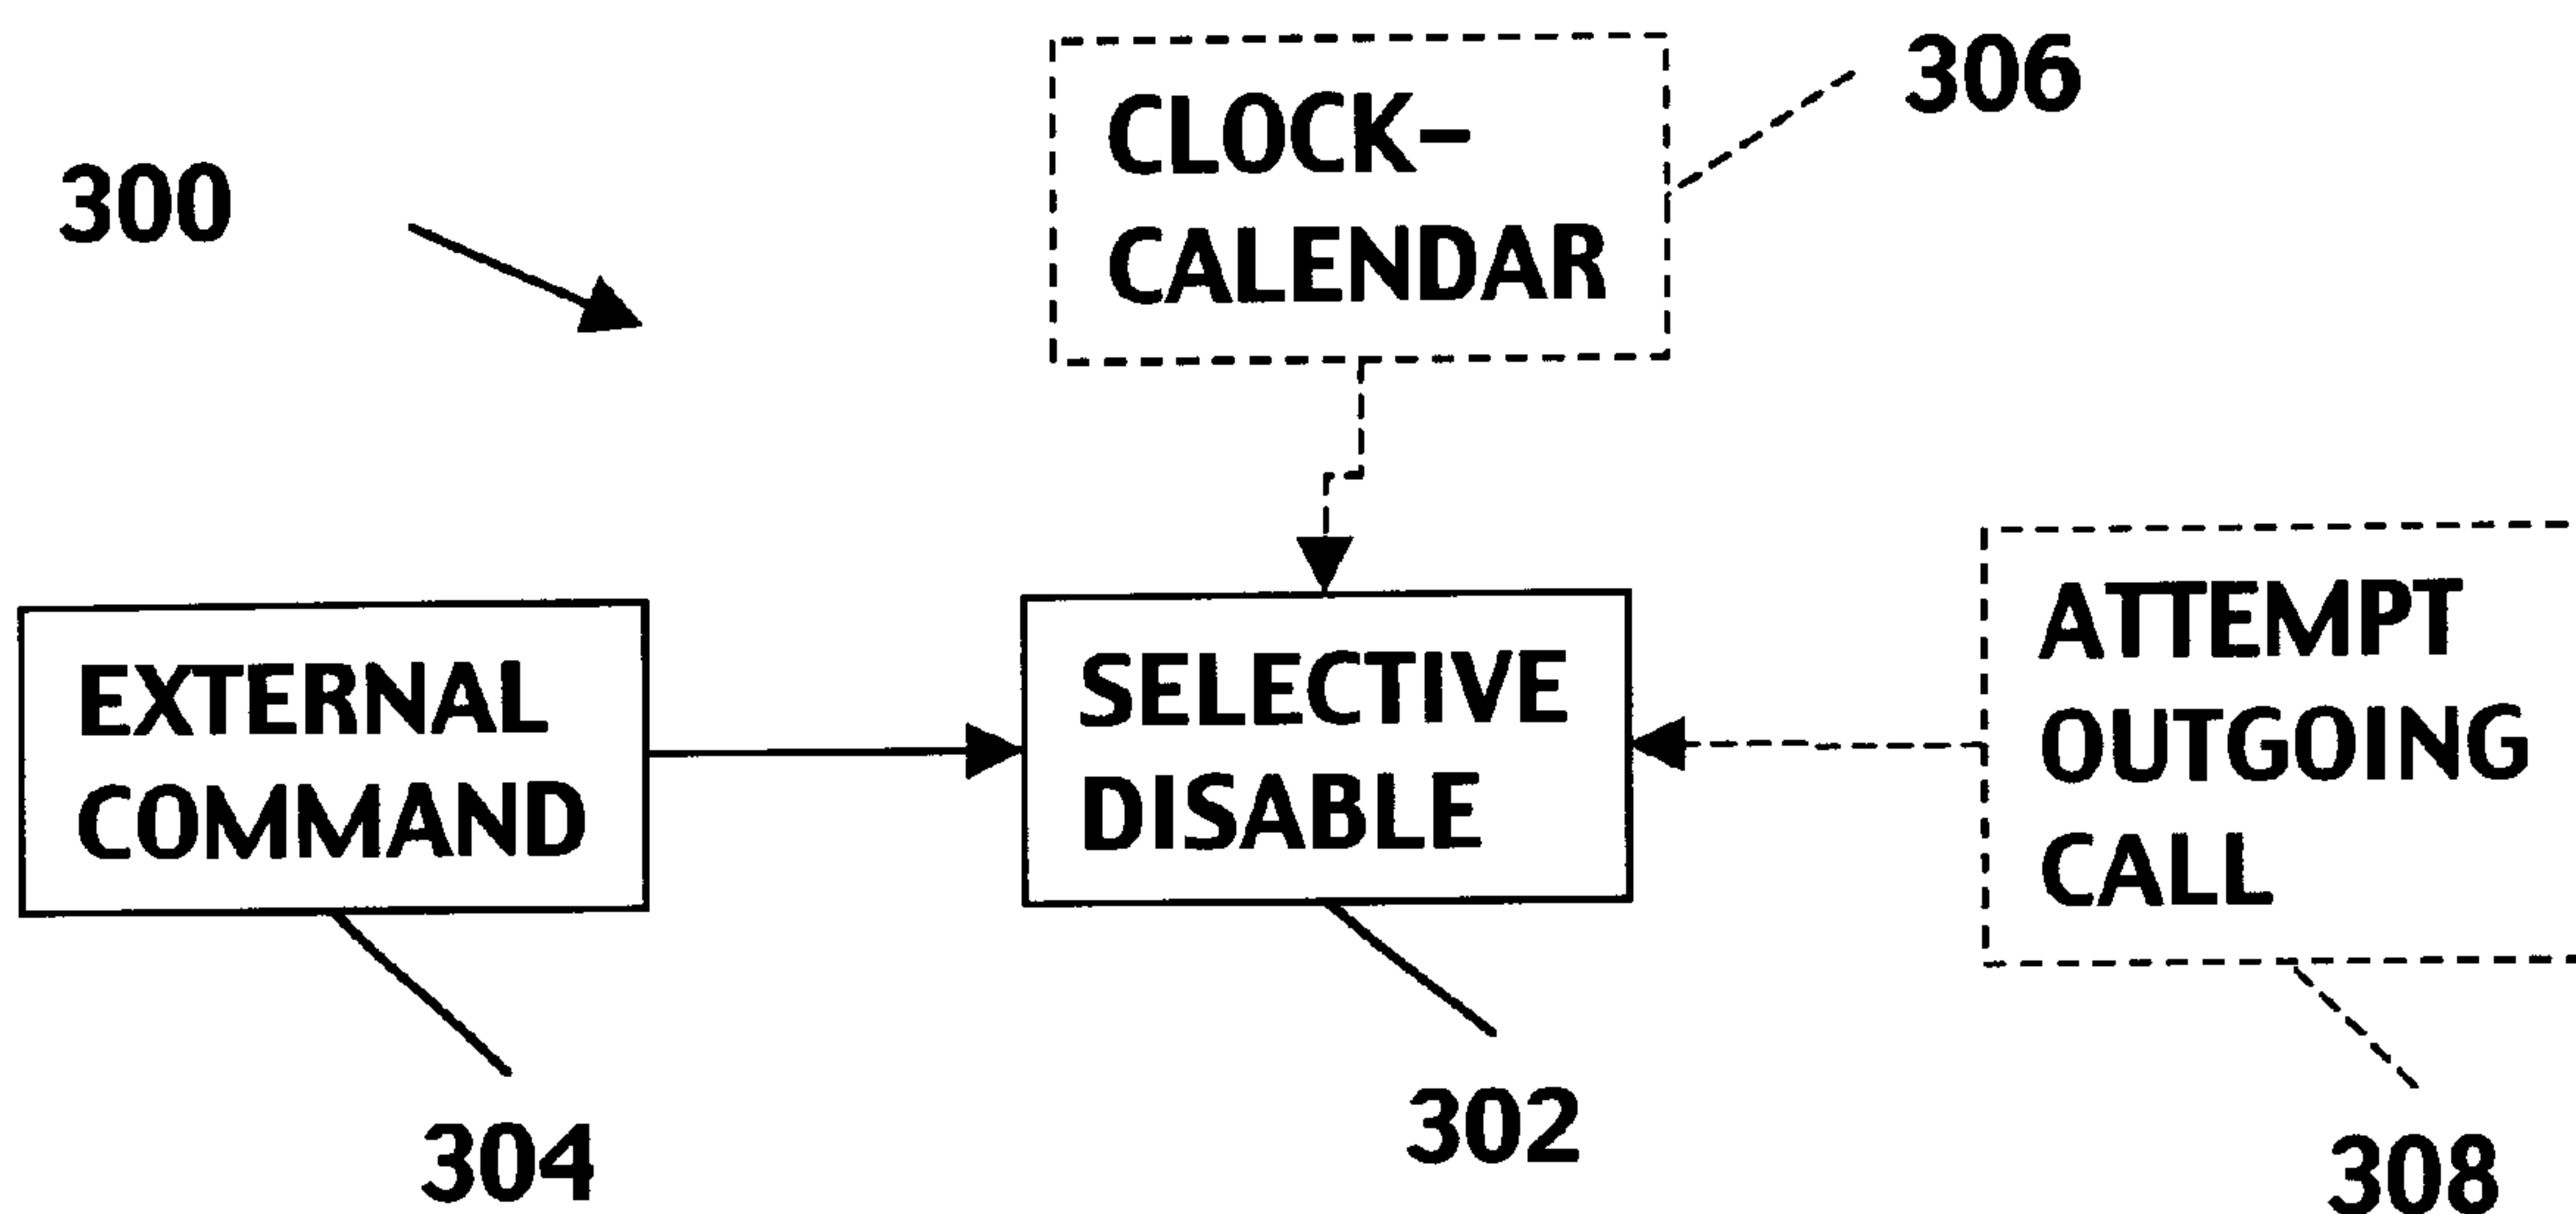 300
CLOCK-
CALENDAR
306
EXTERNAL
COMMAND
304
SELECTIVE
DISABLE
302
ATTEMPT
OUTGOING
CALL
308